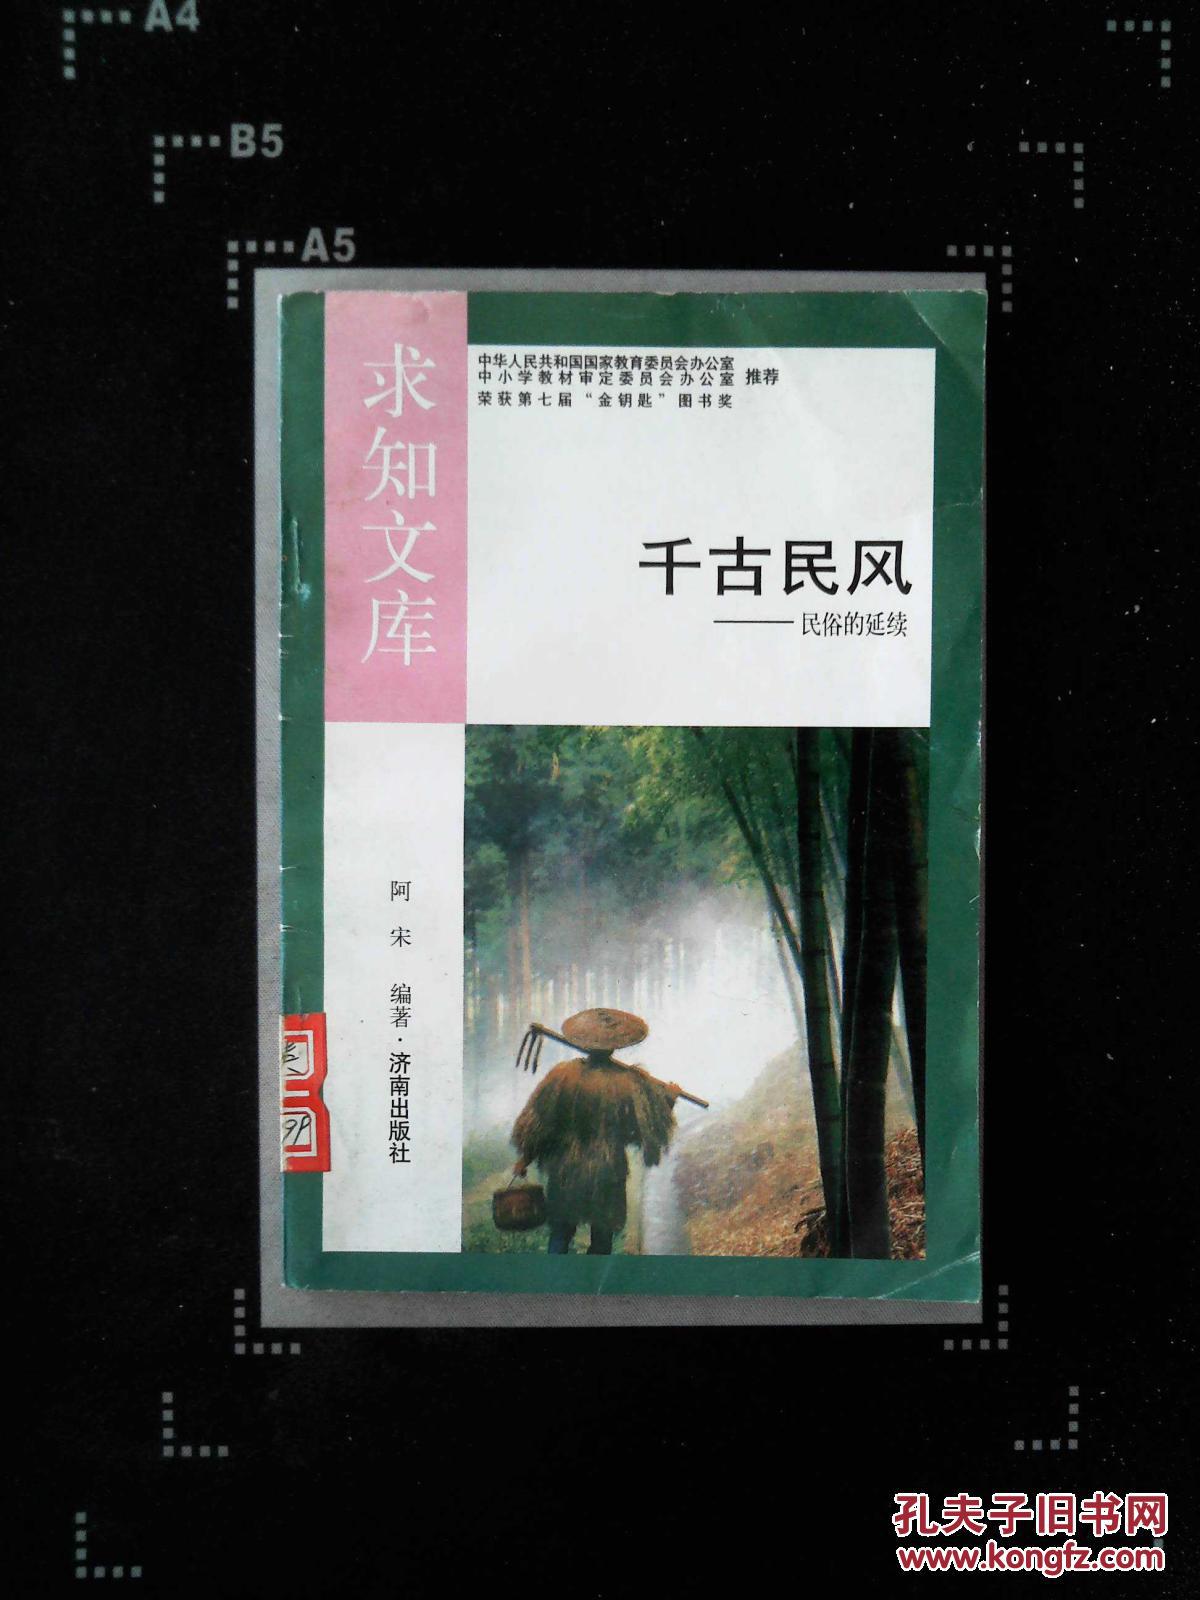 A4
B5
A5
求知文库
中华人民共和国国家教育委员会办公室
中小学教材审定委员会办公室 推荐
荣获第七届“金钥匙”图书奖
千古民风
——民俗的延续
阿宋 编著·济南出版社
99
孔夫子旧书网
www.kongfz.com